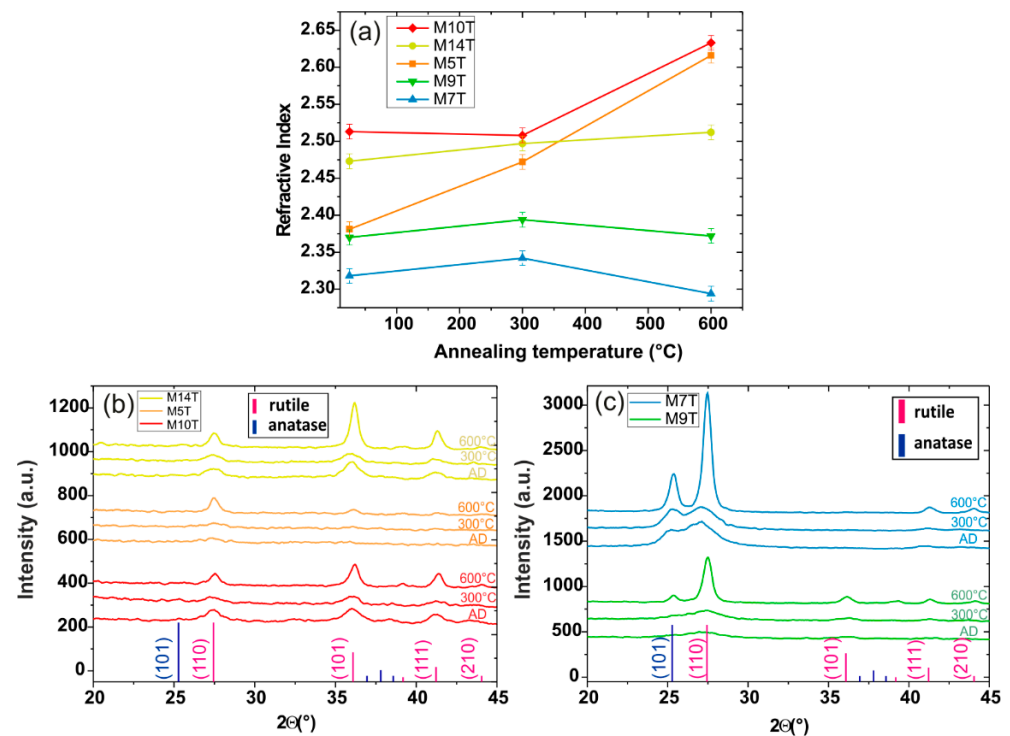 (a)
M10T
M14T
M5T
M9T
M7T
2.65
2.60
2.55
2.50
2.45
2.40
2.35
2.30
Refractive Index
100 200 300 400 500 600
Annealing temperature (°C)
(b)
M14T
M5T
M10T
rutile
anatase
1200
1000
800
600
400
200
0
Intensity (a.u.)
600°C
300°C
AD
600°C
300°C
AD
600°C
300°C
AD
(101)
(110)
(101)
(111)
(210)
20 25 30 35 40 45
2Θ(°)
(c)
M7T
M9T
rutile
anatase
3000
2500
2000
1500
1000
500
0
Intensity (a.u.)
600°C
300°C
AD
600°C
300°C
AD
(101)
(110)
(101)
(111)
(210)
20 25 30 35 40 45
2Θ(°)